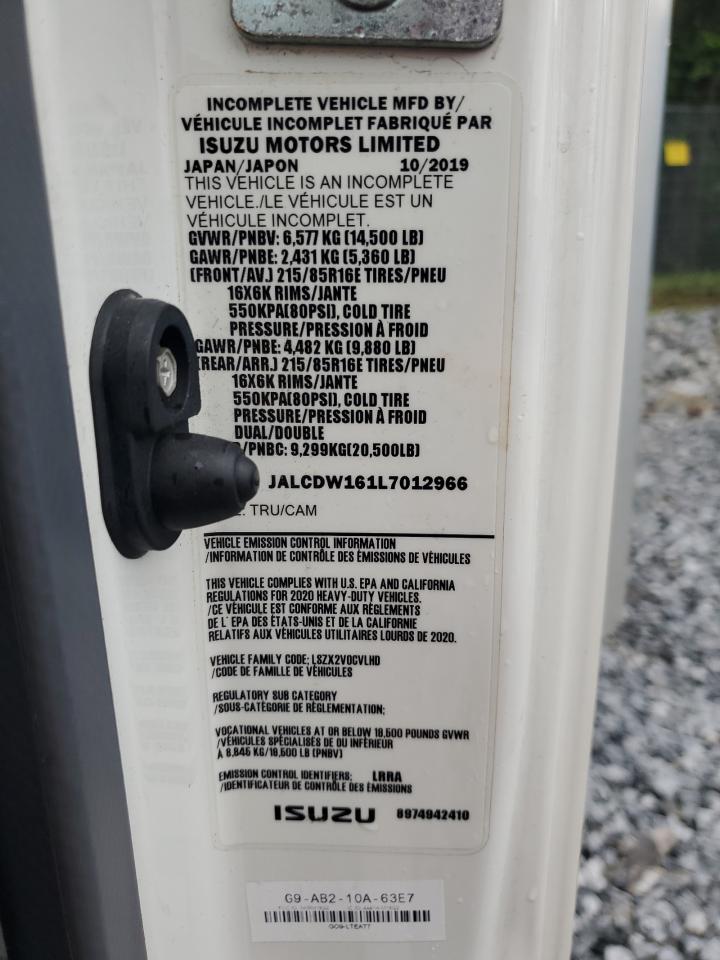 INCOMPLETE VEHICLE MFD BY/
VÉHICULE INCOMPLET FABRIQUÉ PAR
ISUZU MOTORS LIMITED
JAPAN/JAPON 10/2019
THIS VEHICLE IS AN INCOMPLETE
VEHICLE./LE VÉHICULE EST UN
VÉHICULE INCOMPLET.
GVWR/PNBV: 6,577 KG (14,500 LB)
GAWR/PNBE: 2,431 KG (5,360 LB)
(FRONT/AV.) 215/85R16E TIRES/PNEU
16X6K RIMS/JANTE
550KPA(80PSI), COLD TIRE
PRESSURE/PRESSION À FROID
GAWR/PNBE: 4,482 KG (9,880 LB)
(REAR/ARR.) 215/85R16E TIRES/PNEU
16X6K RIMS/JANTE
550KPA(80PSI), COLD TIRE
PRESSURE/PRESSION À FROID
DUAL/DOUBLE
/PNBC: 9,299KG(20,500LB)
JALCDW161L7012966
: TRU/CAM
VEHICLE EMISSION CONTROL INFORMATION
/INFORMATION DE CONTRÔLE DES ÉMISSIONS DE VÉHICULES
THIS VEHICLE COMPLIES WITH U.S. EPA AND CALIFORNIA
REGULATIONS FOR 2020 HEAVY-DUTY VEHICLES.
/CE VÉHICULE EST CONFORME AUX RÈGLEMENTS
DE L' EPA DES ÉTATS-UNIS ET DE LA CALIFORNIE
RELATIFS AUX VÉHICULES UTILITAIRES LOURDS DE 2020.
VEHICLE FAMILY CODE; LSZX2VOCVLHD
/CODE DE FAMILLE DE VÉHICULES
REGULATORY SUB CATEGORY
/SOUS-CATÉGORIE DE RÉGLEMENTATION;
VOCATIONAL VEHICLES AT OR BELOW 19,500 POUNDS GVWR
/VÉHICULES SPÉCIALISÉS DE OU INFÉRIEUR
À 8,845 KG/19,500 LB (PNBV)
EMISSION CONTROL IDENTIFIERS; LRRA
/IDENTIFICATEUR DE CONTRÔLE DES ÉMISSIONS
ISUZU 8974942410
G9-AB2-10A-63E7